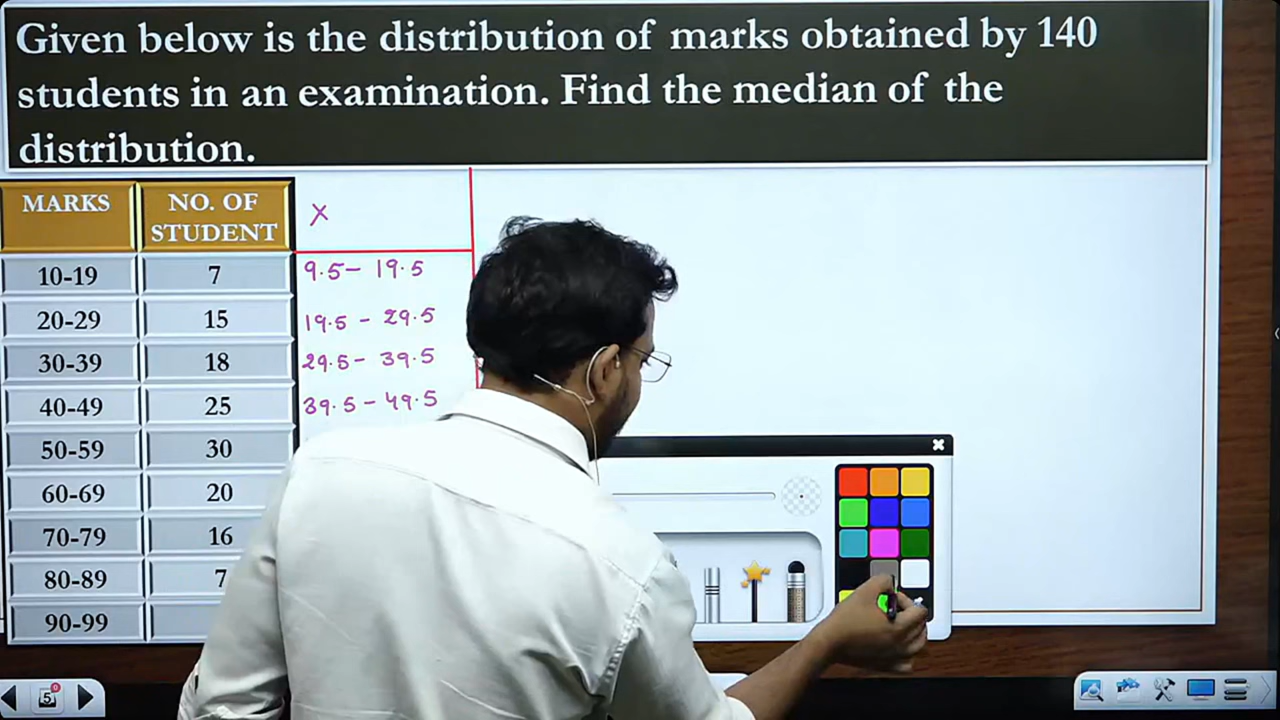 Given below is the distribution of marks obtained by 140
students in an examination. Find the median of the
distribution.
MARKS NO. OF STUDENT X
10-19 7 9.5 - 19.5
20-29 15 19.5 - 29.5
30-39 18 29.5 - 39.5
40-49 25 39.5 - 49.5
50-59 30
60-69 20
70-79 16
80-89 7
90-99
5